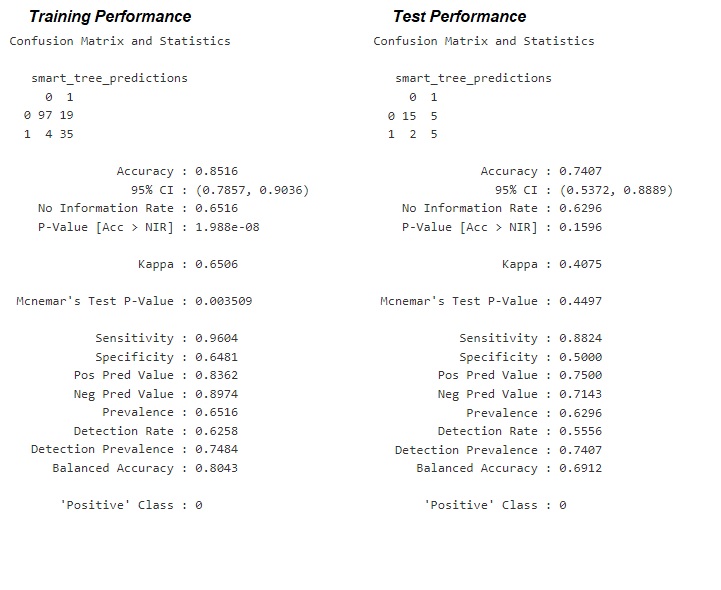 Training Performance
Confusion Matrix and Statistics
smart_tree_predictions
0 1
0 97 19
1 4 35
Accuracy : 0.8516
95% CI : (0.7857, 0.9036)
No Information Rate : 0.6516
P-Value [Acc > NIR] : 1.988e-08
Kappa : 0.6506
Mcnemar's Test P-Value : 0.003509
Sensitivity : 0.9604
Specificity : 0.6481
Pos Pred Value : 0.8362
Neg Pred Value : 0.8974
Prevalence : 0.6516
Detection Rate : 0.6258
Detection Prevalence : 0.7484
Balanced Accuracy : 0.8043
'Positive' Class : 0
Test Performance
Confusion Matrix and Statistics
smart_tree_predictions
0 1
0 15 5
1 2 5
Accuracy : 0.7407
95% CI : (0.5372, 0.8889)
No Information Rate : 0.6296
P-Value [Acc > NIR] : 0.1596
Kappa : 0.4075
Mcnemar's Test P-Value : 0.4497
Sensitivity : 0.8824
Specificity : 0.5000
Pos Pred Value : 0.7500
Neg Pred Value : 0.7143
Prevalence : 0.6296
Detection Rate : 0.5556
Detection Prevalence : 0.7407
Balanced Accuracy : 0.6912
'Positive' Class : 0